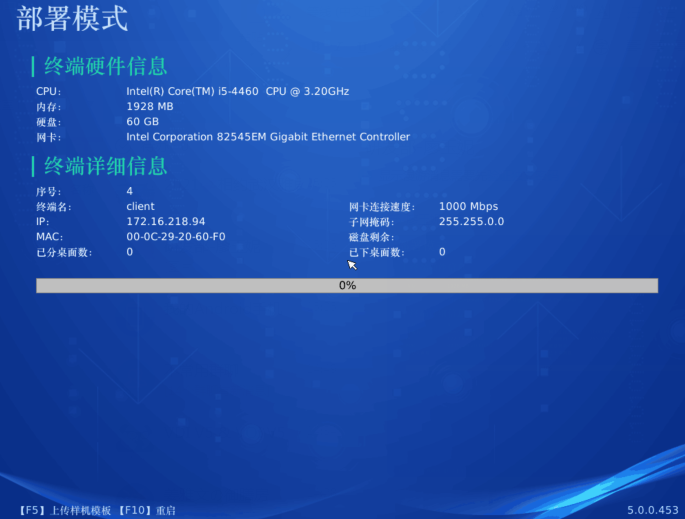 部署模式
终端硬件信息
CPU: Intel(R) Core(TM) i5-4460 CPU @ 3.20GHz
内存: 1928 MB
硬盘: 60 GB
网卡: Intel Corporation 82545EM Gigabit Ethernet Controller
终端详细信息
序号: 4
终端名: client 网卡连接速度: 1000 Mbps
IP: 172.16.218.94 子网掩码: 255.255.0.0
MAC: 00-0C-29-20-60-F0 磁盘剩余:
已分桌面数: 0 已下桌面数: 0
0%
【F5】上传样机模板 【F10】重启 5.0.0.453